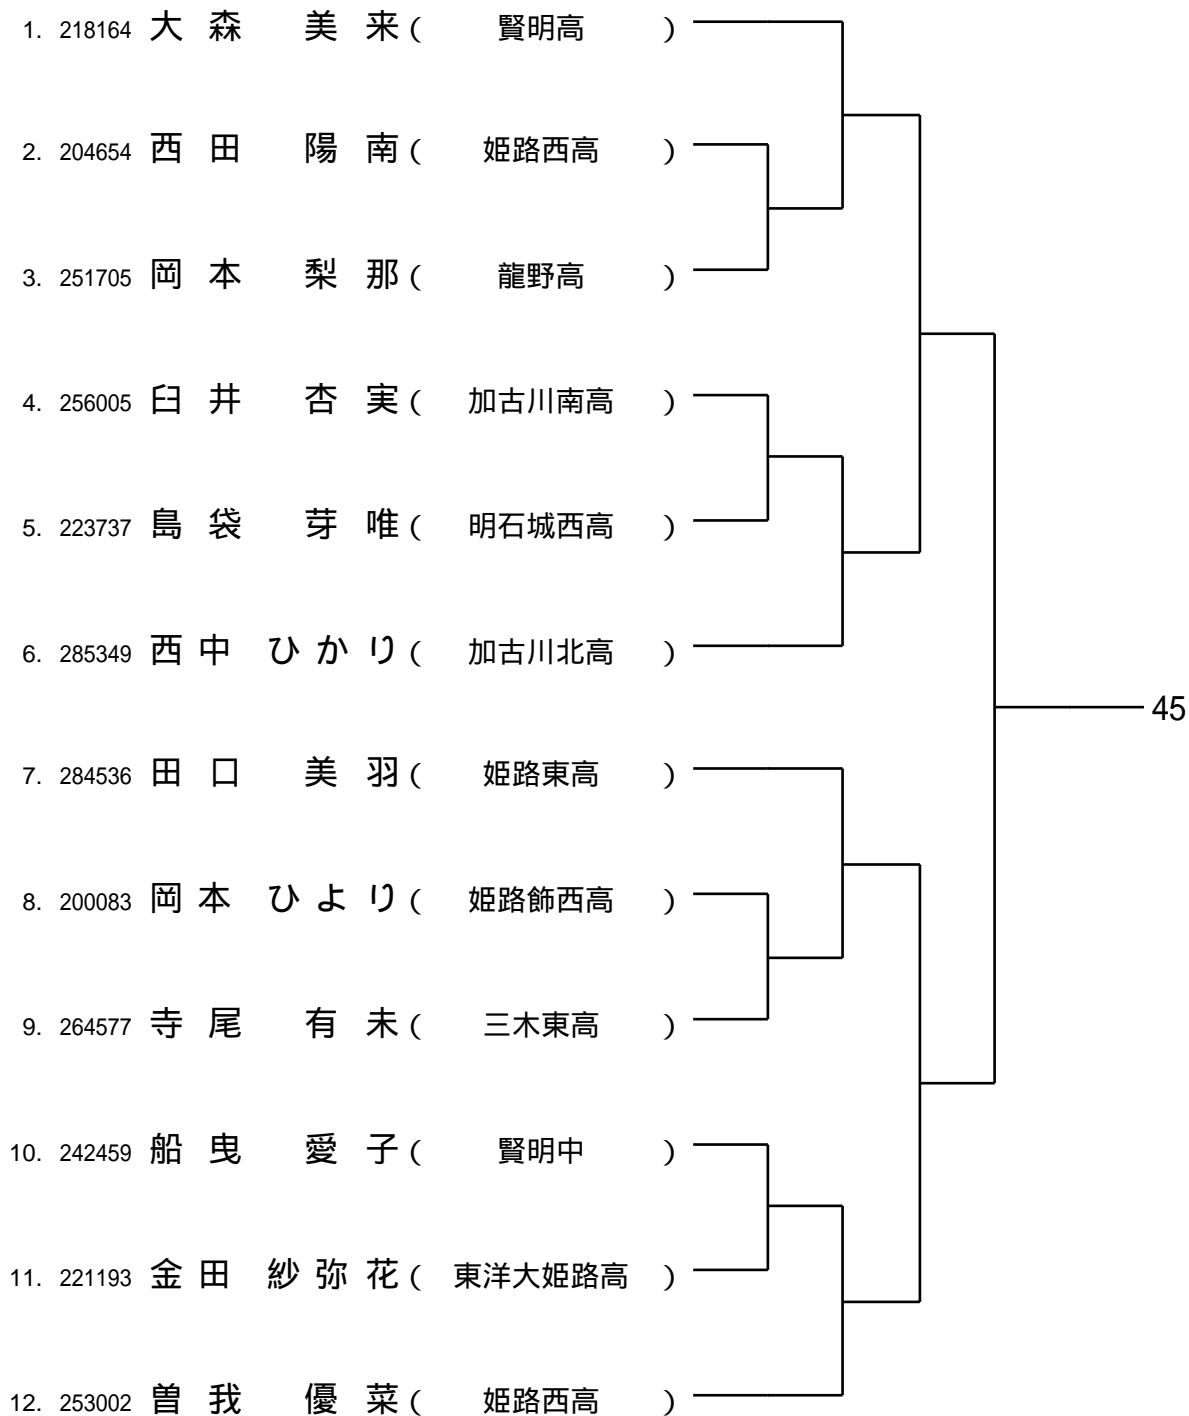 1. 218164 大森 美来 ( 賢明高 )
2. 204654 西田 陽南 ( 姫路西高 )
3. 251705 岡本 梨那 ( 龍野高 )
4. 256005 臼井 杏実 ( 加古川南高 )
5. 223737 島袋 芽唯 ( 明石城西高 )
6. 285349 西中 ひかり ( 加古川北高 )
45
7. 284536 田口 美羽 ( 姫路東高 )
8. 200083 岡本 ひより ( 姫路飾西高 )
9. 264577 寺尾 有未 ( 三木東高 )
10. 242459 船曳 愛子 ( 賢明中 )
11. 221193 金田 紗弥花 ( 東洋大姫路高 )
12. 253002 曽我 優菜 ( 姫路西高 )